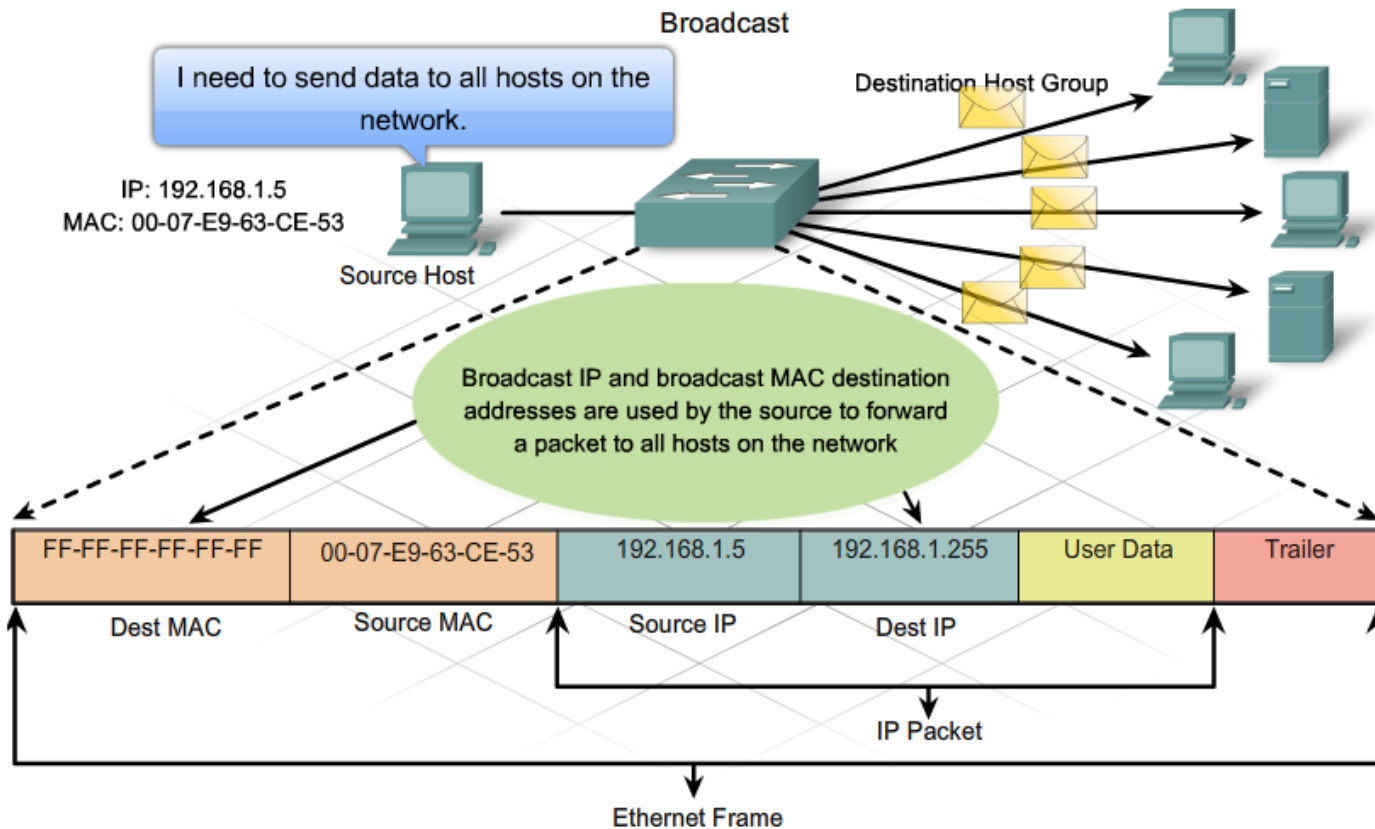 Broadcast
I need to send data to all hosts on the
network.
Destination Host Group
IP: 192.168.1.5
MAC: 00-07-E9-63-CE-53
Source Host
Broadcast IP and broadcast MAC destination
addresses are used by the source to forward
a packet to all hosts on the network
FF-FF-FF-FF-FF-FF 00-07-E9-63-CE-53 192.168.1.5 192.168.1.255 User Data Trailer
Dest MAC Source MAC Source IP Dest IP
IP Packet
Ethernet Frame